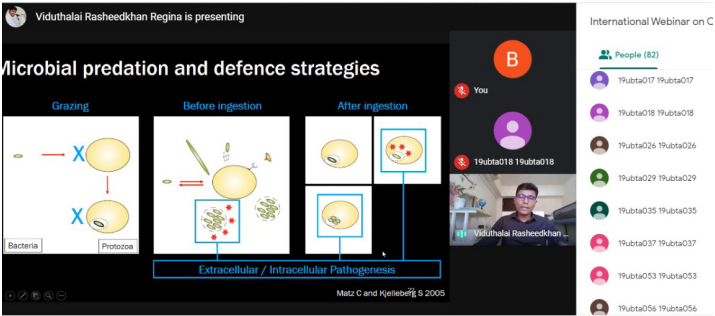 Viduthalai Rasheedkhan Regina is presenting
Microbial predation and defence strategies
Grazing
Before ingestion
After ingestion
X
X
Bacteria
Protozoa
Extracellular / Intracellular Pathogenesis
Matz C and Kjelleberg S 2005
B
You
19ubta018 19ubta018
Viduthalai Rasheedkhan ...
International Webinar on C
People (82)
19ubta017 19ubta017
19ubta018 19ubta018
19ubta026 19ubta026
19ubta029 19ubta029
19ubta035 19ubta035
19ubta037 19ubta037
19ubta053 19ubta053
19ubta056 19ubta056